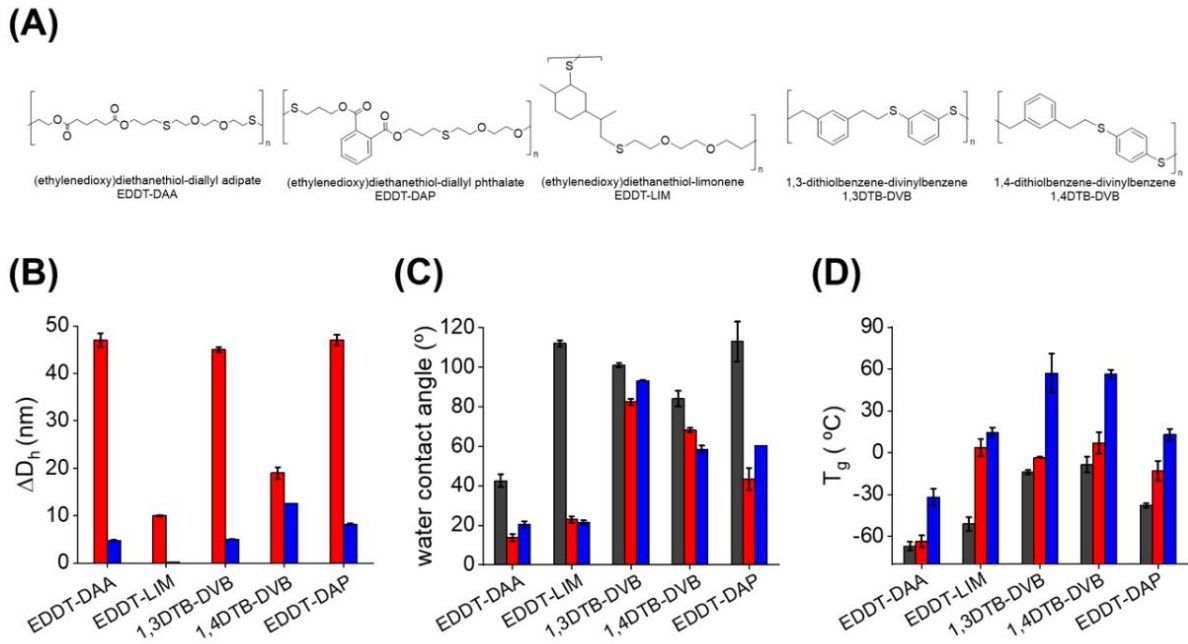 (A)
O O O O S O O S n
(ethylenedioxy)diethanethiol-diallyl adipate
EDDT-DAA
S O O O O S O O n
(ethylenedioxy)diethanethiol-diallyl phthalate
EDDT-DAP
S S O O n
(ethylenedioxy)diethanethiol-limonene
EDDT-LIM
S S n
1,3-dithiolbenzene-divinylbenzene
1,3DTB-DVB
S S n
1,4-dithiolbenzene-divinylbenzene
1,4DTB-DVB
(B)
ΔDh (nm)
50
40
30
20
10
0
EDDT-DAA
EDDT-LIM
1,3DTB-DVB
1,4DTB-DVB
EDDT-DAP
(C)
water contact angle (º)
120
100
80
60
40
20
0
EDDT-DAA
EDDT-LIM
1,3DTB-DVB
1,4DTB-DVB
EDDT-DAP
(D)
Tg ( ºC)
90
60
30
0
-30
-60
EDDT-DAA
EDDT-LIM
1,3DTB-DVB
1,4DTB-DVB
EDDT-DAP